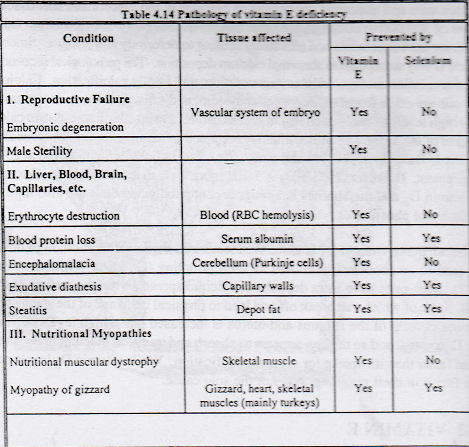 Table 4.14 Pathology of vitamin E deficiency
Condition Tissue affected Prevented by
Vitamin E Selenium
I. Reproductive Failure
Embryonic degeneration Vascular system of embryo Yes No
Male Sterility Yes No
II. Liver, Blood, Brain,
Capillaries, etc.
Erythrocyte destruction Blood (RBC hemolysis) Yes No
Blood protein loss Serum albumin Yes Yes
Encephalomalacia Cerebellum (Purkinje cells) Yes No
Exudative diathesis Capillary walls Yes Yes
Steatitis Depot fat Yes Yes
III. Nutritional Myopathies
Nutritional muscular dystrophy Skeletal muscle Yes No
Myopathy of gizzard Gizzard, heart, skeletal Yes Yes
muscles (mainly turkeys)